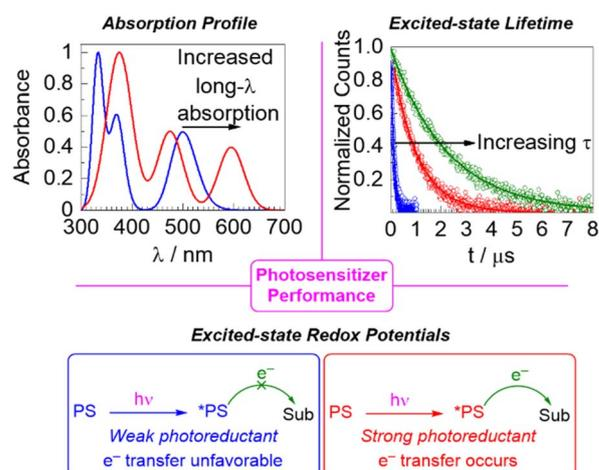 Absorption Profile
Increased
long-λ
absorption
Absorbance
1
0.8
0.6
0.4
0.2
0
300 400 500 600 700
λ / nm
Excited-state Lifetime
Normalized Counts
1.0
0.8
0.6
0.4
0.2
Increasing τ
0 1 2 3 4 5 6 7 8
t / μs
Photosensitizer
Performance
Excited-state Redox Potentials
PS hν *PS e⁻ Sub
Weak photoreductant
e⁻ transfer unfavorable
PS hν *PS e⁻ Sub
Strong photoreductant
e⁻ transfer occurs